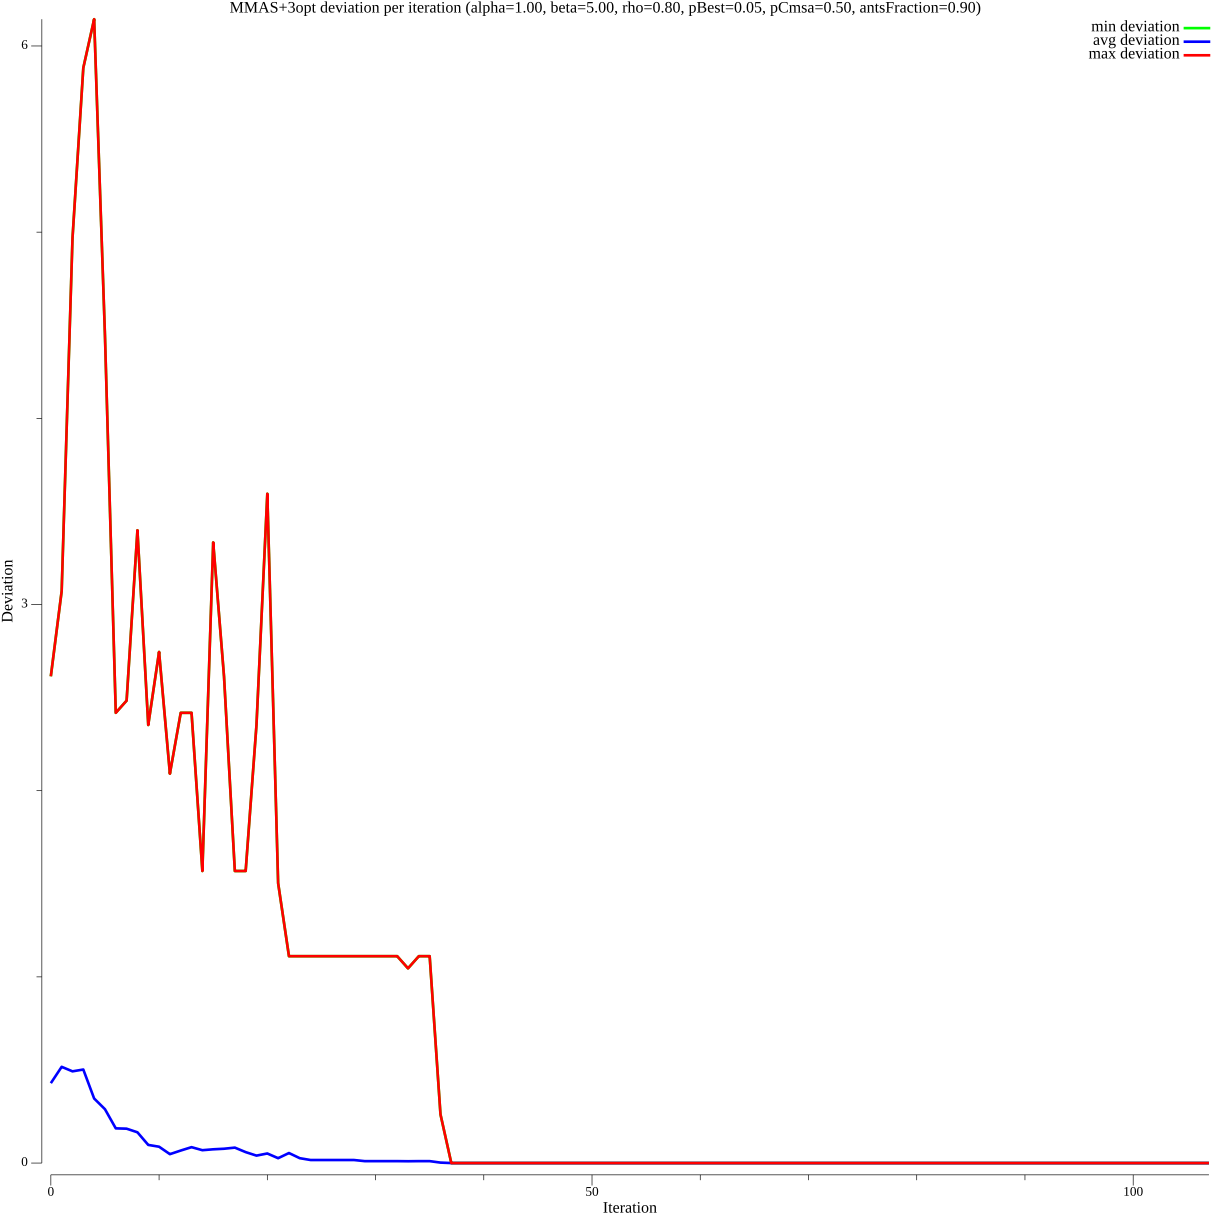 MMAS+3opt deviation per iteration (alpha=1.00, beta=5.00, rho=0.80, pBest=0.05, pCmsa=0.50, antsFraction=0.90)
min deviation
avg deviation
max deviation
6
3
0
Deviation
0
50
100
Iteration